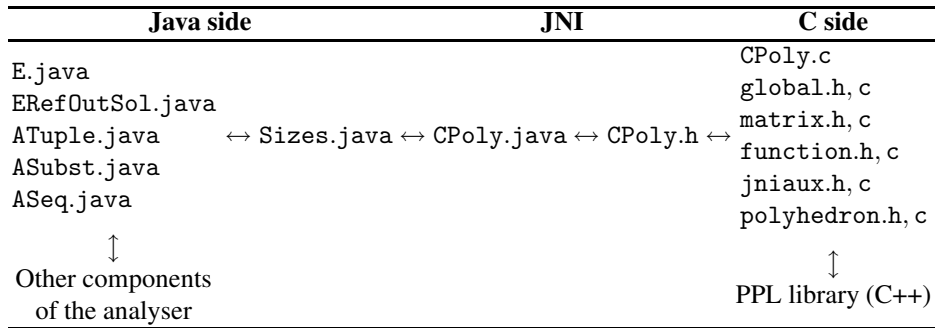 Java side JNI C side
E.java
ERefOutSol.java
ATuple.java
ASubst.java
ASeq.java
↔ Sizes.java ↔ CPoly.java ↔ CPoly.h ↔
CPoly.c
global.h, c
matrix.h, c
function.h, c
jniaux.h, c
polyhedron.h, c
↕
Other components
of the analyser
↕
PPL library (C++)